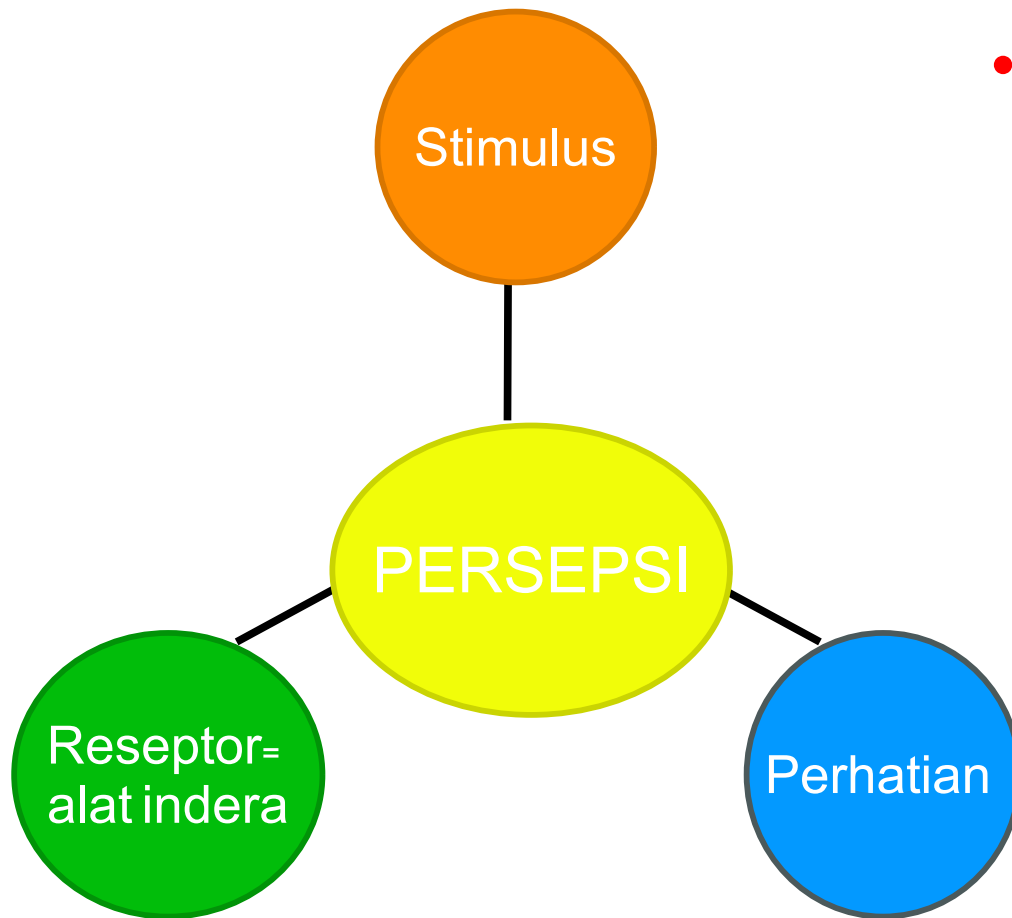 Stimulus
PERSEPSI
Reseptor=
alat indera
Perhatian